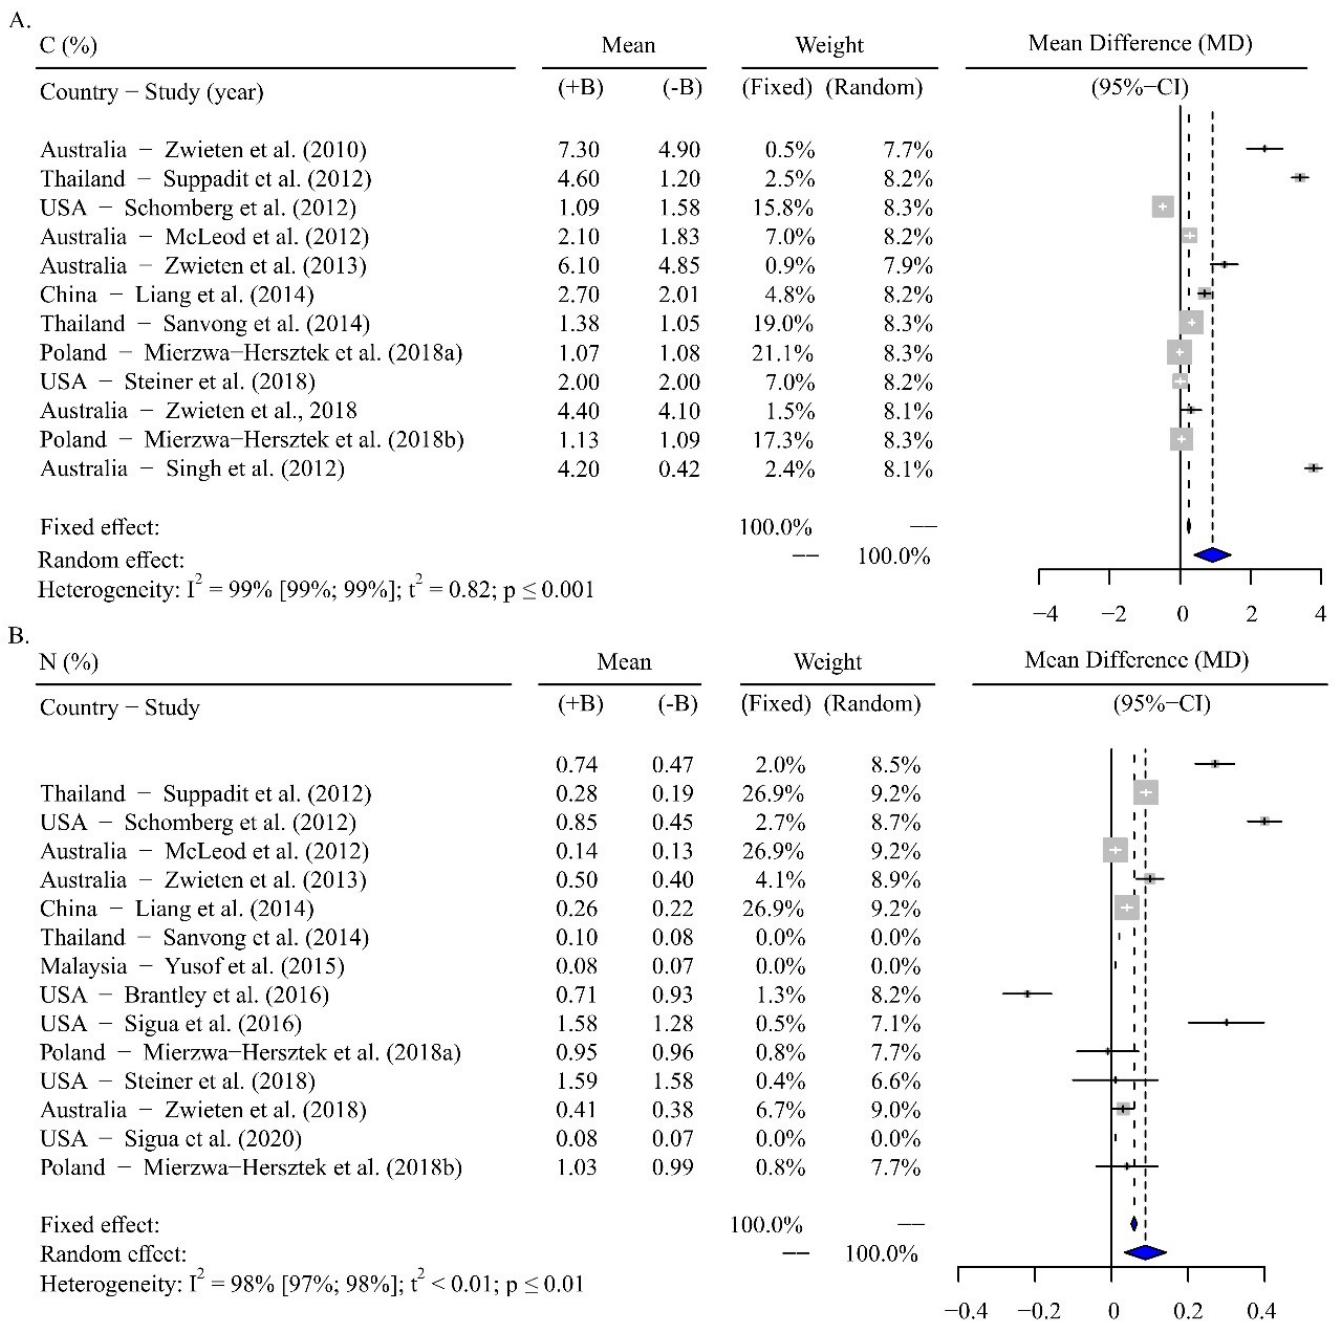 A.
C (%) Mean Weight Mean Difference (MD)
Country − Study (year) (+B) (-B) (Fixed) (Random) (95%−CI)
Australia − Zwieten et al. (2010) 7.30 4.90 0.5% 7.7%
Thailand − Suppadit et al. (2012) 4.60 1.20 2.5% 8.2%
USA − Schomberg et al. (2012) 1.09 1.58 15.8% 8.3%
Australia − McLeod et al. (2012) 2.10 1.83 7.0% 8.2%
Australia − Zwieten et al. (2013) 6.10 4.85 0.9% 7.9%
China − Liang et al. (2014) 2.70 2.01 4.8% 8.2%
Thailand − Sanvong et al. (2014) 1.38 1.05 19.0% 8.3%
Poland − Mierzwa−Hersztek et al. (2018a) 1.07 1.08 21.1% 8.3%
USA − Steiner et al. (2018) 2.00 2.00 7.0% 8.2%
Australia − Zwieten et al., 2018 4.40 4.10 1.5% 8.1%
Poland − Mierzwa−Hersztek et al. (2018b) 1.13 1.09 17.3% 8.3%
Australia − Singh et al. (2012) 4.20 0.42 2.4% 8.1%
Fixed effect: 100.0% −−
Random effect: −− 100.0%
Heterogeneity: I² = 99% [99%; 99%]; t² = 0.82; p ≤ 0.001
−4 −2 0 2 4
B.
N (%) Mean Weight Mean Difference (MD)
Country − Study (+B) (-B) (Fixed) (Random) (95%−CI)
0.74 0.47 2.0% 8.5%
Thailand − Suppadit et al. (2012) 0.28 0.19 26.9% 9.2%
USA − Schomberg et al. (2012) 0.85 0.45 2.7% 8.7%
Australia − McLeod et al. (2012) 0.14 0.13 26.9% 9.2%
Australia − Zwieten et al. (2013) 0.50 0.40 4.1% 8.9%
China − Liang et al. (2014) 0.26 0.22 26.9% 9.2%
Thailand − Sanvong et al. (2014) 0.10 0.08 0.0% 0.0%
Malaysia − Yusof et al. (2015) 0.08 0.07 0.0% 0.0%
USA − Brantley et al. (2016) 0.71 0.93 1.3% 8.2%
USA − Sigua et al. (2016) 1.58 1.28 0.5% 7.1%
Poland − Mierzwa−Hersztek et al. (2018a) 0.95 0.96 0.8% 7.7%
USA − Steiner et al. (2018) 1.59 1.58 0.4% 6.6%
Australia − Zwieten et al. (2018) 0.41 0.38 6.7% 9.0%
USA − Sigua et al. (2020) 0.08 0.07 0.0% 0.0%
Poland − Mierzwa−Hersztek et al. (2018b) 1.03 0.99 0.8% 7.7%
Fixed effect: 100.0% −−
Random effect: −− 100.0%
Heterogeneity: I² = 98% [97%; 98%]; t² < 0.01; p ≤ 0.01
−0.4 −0.2 0 0.2 0.4